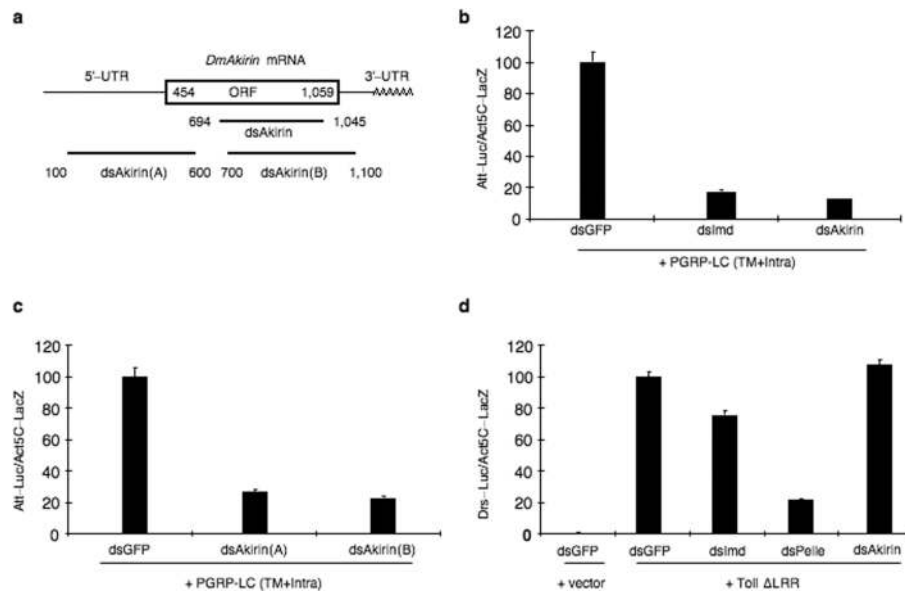 a
DmAkirin mRNA
5'–UTR
3'–UTR
454 ORF 1,059
694 1,045
dsAkirin
100 dsAkirin(A) 600 700 dsAkirin(B) 1,100
b
Att–Luc/Act5C–LacZ
120
100
80
60
40
20
0
dsGFP dsImd dsAkirin
+ PGRP-LC (TM+Intra)
c
Att–Luc/Act5C–LacZ
120
100
80
60
40
20
0
dsGFP dsAkirin(A) dsAkirin(B)
+ PGRP-LC (TM+Intra)
d
Drs–Luc/Act5C–LacZ
120
100
80
60
40
20
0
dsGFP dsGFP dsImd dsPelle dsAkirin
+ vector + Toll ΔLRR